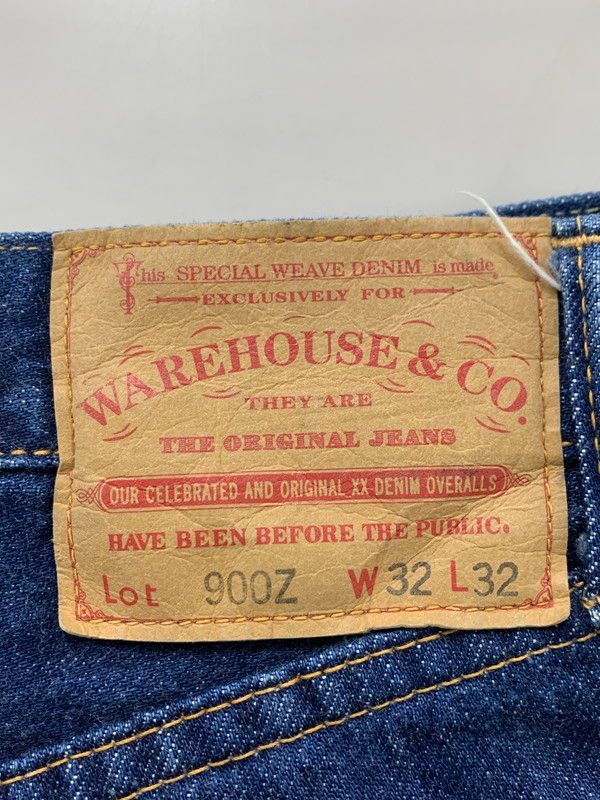 This SPECIAL WEAVE DENIM is made
EXCLUSIVELY FOR
WAREHOUSE & CO.
THEY ARE
THE ORIGINAL JEANS
OUR CELEBRATED AND ORIGINAL XX DENIM OVERALLS
HAVE BEEN BEFORE THE PUBLIC.
Lot 900Z W32 L32